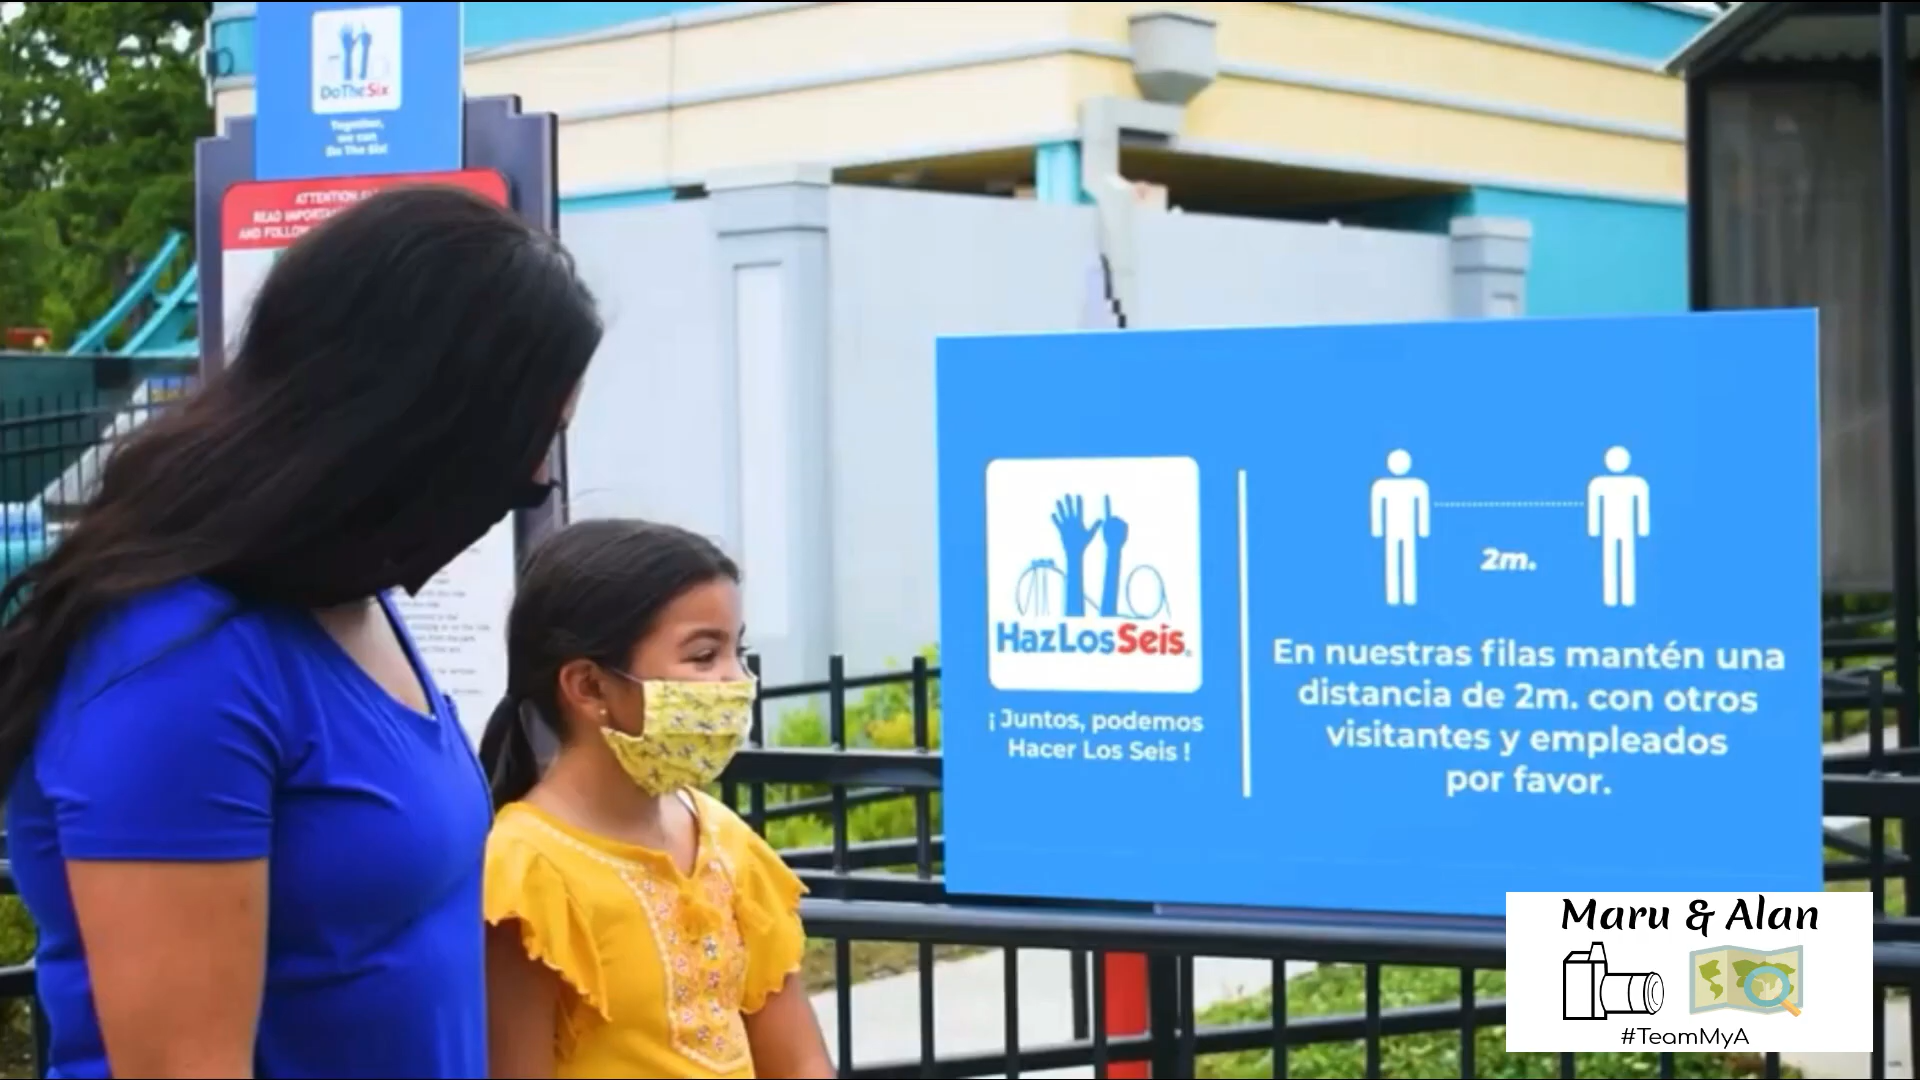 DoTheSix
Together,
we can
Do The Six!
ATTENTION
READ
AND FOLLOW
HazLosSeis®
¡Juntos, podemos
Hacer Los Seis!
2m.
En nuestras filas mantén una
distancia de 2m. con otros
visitantes y empleados
por favor.
Maru & Alan
#TeamMyA